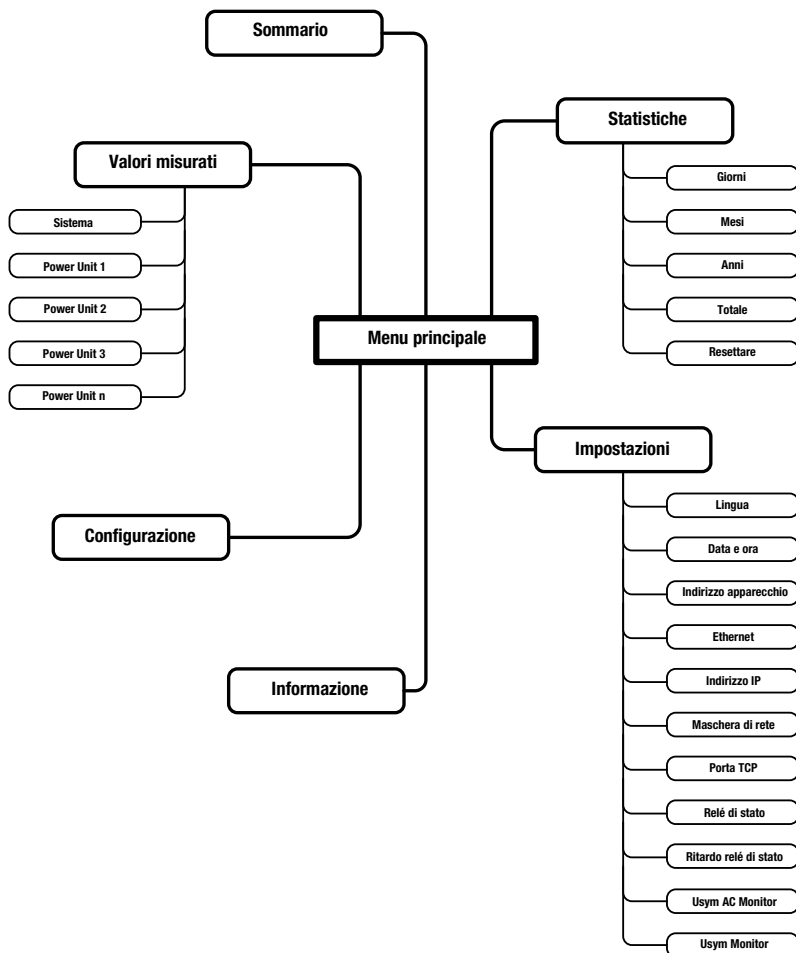 Sommario
Statistiche
Valori misurati
Giorni
Sistema
Mesi
Power Unit 1
Anni
Power Unit 2
Totale
Menu principale
Power Unit 3
Resettare
Power Unit n
Impostazioni
Lingua
Configurazione
Data e ora
Indirizzo apparecchio
Ethernet
Informazione
Indirizzo IP
Maschera di rete
Porta TCP
Relé di stato
Ritardo relé di stato
Usym AC Monitor
Usym Monitor